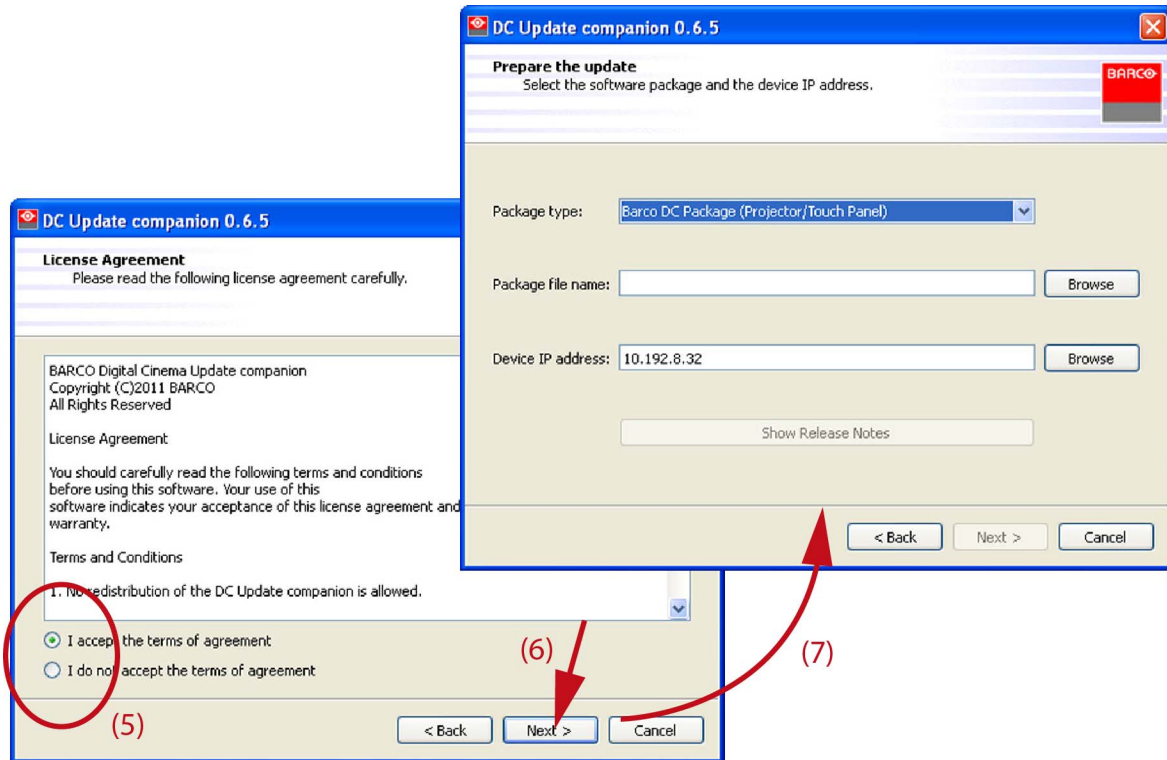 DC Update companion 0.6.5
Prepare the update
Select the software package and the device IP address.
BARCO
Package type:
Barco DC Package (Projector/Touch Panel)
Package file name:
Browse
Device IP address:
10.192.8.32
Browse
Show Release Notes
< Back
Next >
Cancel
DC Update companion 0.6.5
License Agreement
Please read the following license agreement carefully.
BARCO Digital Cinema Update companion
Copyright (C)2011 BARCO
All Rights Reserved
License Agreement
You should carefully read the following terms and conditions
before using this software. Your use of this
software indicates your acceptance of this license agreement and
warranty.
Terms and Conditions
1. No redistribution of the DC Update companion is allowed.
I accept the terms of agreement
I do not accept the terms of agreement
(5)
(6)
(7)
< Back
Next >
Cancel